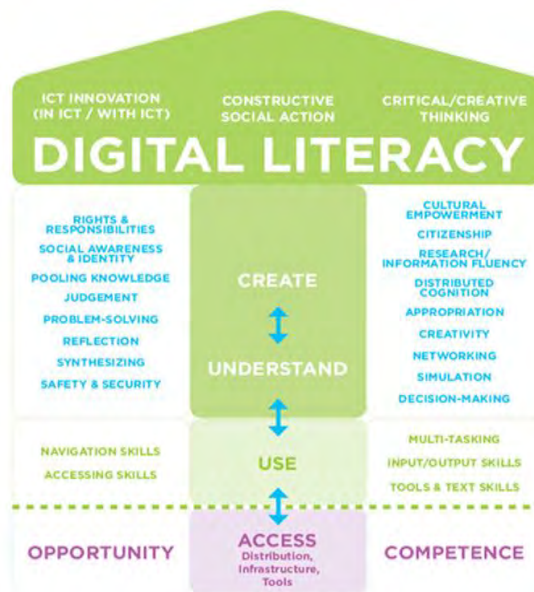 ICT INNOVATION
(IN ICT / WITH ICT)
CONSTRUCTIVE
SOCIAL ACTION
CRITICAL/CREATIVE
THINKING
DIGITAL LITERACY
RIGHTS &
RESPONSIBILITIES
SOCIAL AWARENESS
& IDENTITY
POOLING KNOWLEDGE
JUDGEMENT
PROBLEM-SOLVING
REFLECTION
SYNTHESIZING
SAFETY & SECURITY
CREATE
UNDERSTAND
CULTURAL
EMPOWERMENT
CITIZENSHIP
RESEARCH/
INFORMATION FLUENCY
DISTRIBUTED
COGNITION
APPROPRIATION
CREATIVITY
NETWORKING
SIMULATION
DECISION-MAKING
NAVIGATION SKILLS
ACCESSING SKILLS
USE
MULTI-TASKING
INPUT/OUTPUT SKILLS
TOOLS & TEXT SKILLS
OPPORTUNITY
ACCESS
Distribution,
Infrastructure,
Tools
COMPETENCE